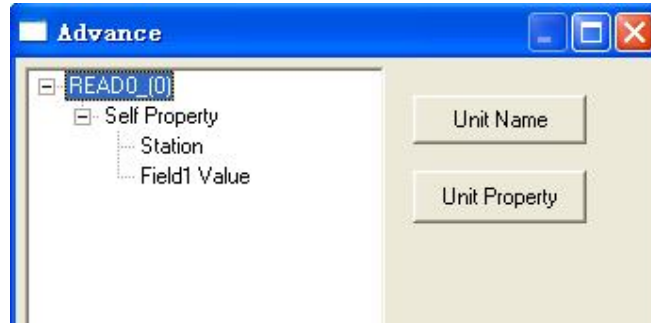 Advance
READ0_(0)
Self Property
Station
Field1 Value
Unit Name
Unit Property